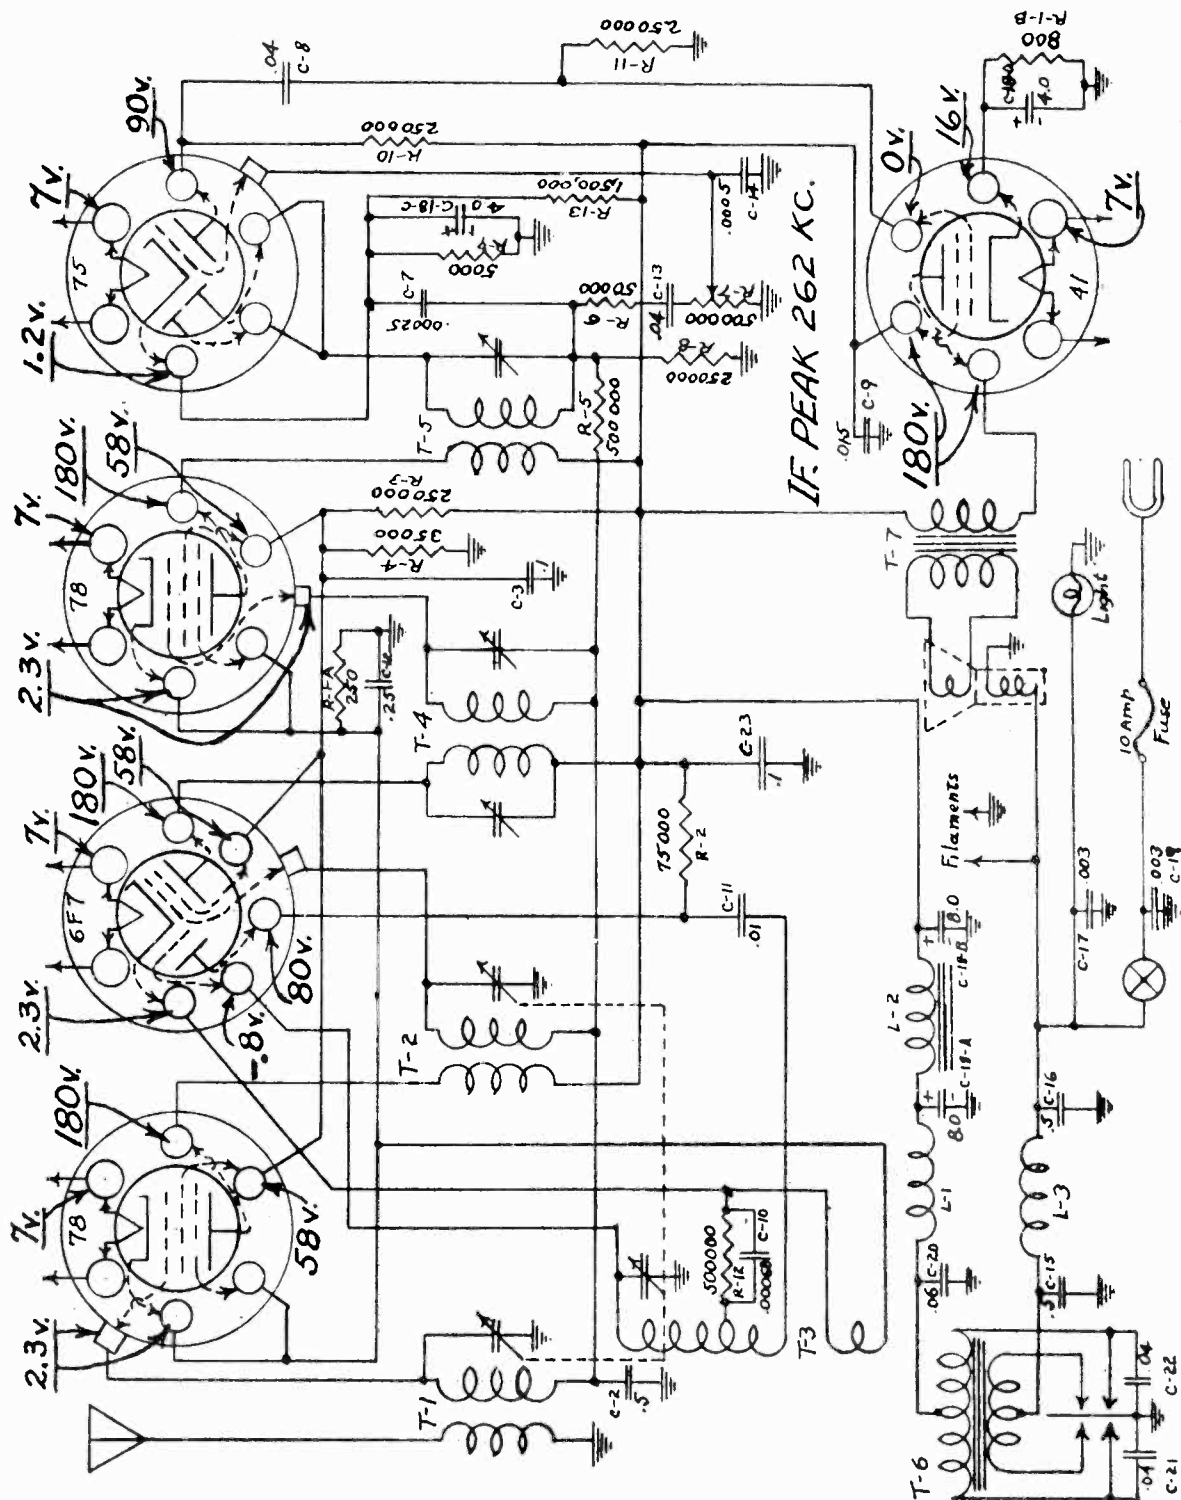 7v.
90v.
.04
C-8
250000
R-11
800
R-1-B
C-18D
+
4.0
-
75
1.2v.
250000
R-10
0v.
16v.
7v.
41
180v.
.015
C-9
1,500,000
R-13
4.0
C-18-C
+
-
5000
.0005
C-14
C-7
.00025
50000
R-6
C-13
.04
R-7
500000
R-8
250000
R-5
500000
T-5
I.F. PEAK 262 KC.
7v.
180v.
58v.
78
2.3v.
250000
R-3
35000
R-4
C-3
.1
R-1-A
250
.25
T-4
T-7
Light
10 Amp
Fuse
6F7
7v.
180v.
58v.
2.3v.
-.8v.
80v.
C-23
.1
75000
R-2
C-11
.01
T-2
Filaments
.003
C-17
.003
C-19
78
7v.
180v.
2.3v.
58v.
T-1
C-2
.5
500000
R-12
C-10
T-3
L-2
+
8.0
-
C-18-B
C-18-A
+
8.0
-
L-1
C-20
.06
.5
C-16
L-3
.5
C-15
T-6
.04
C-22
.04
C-21